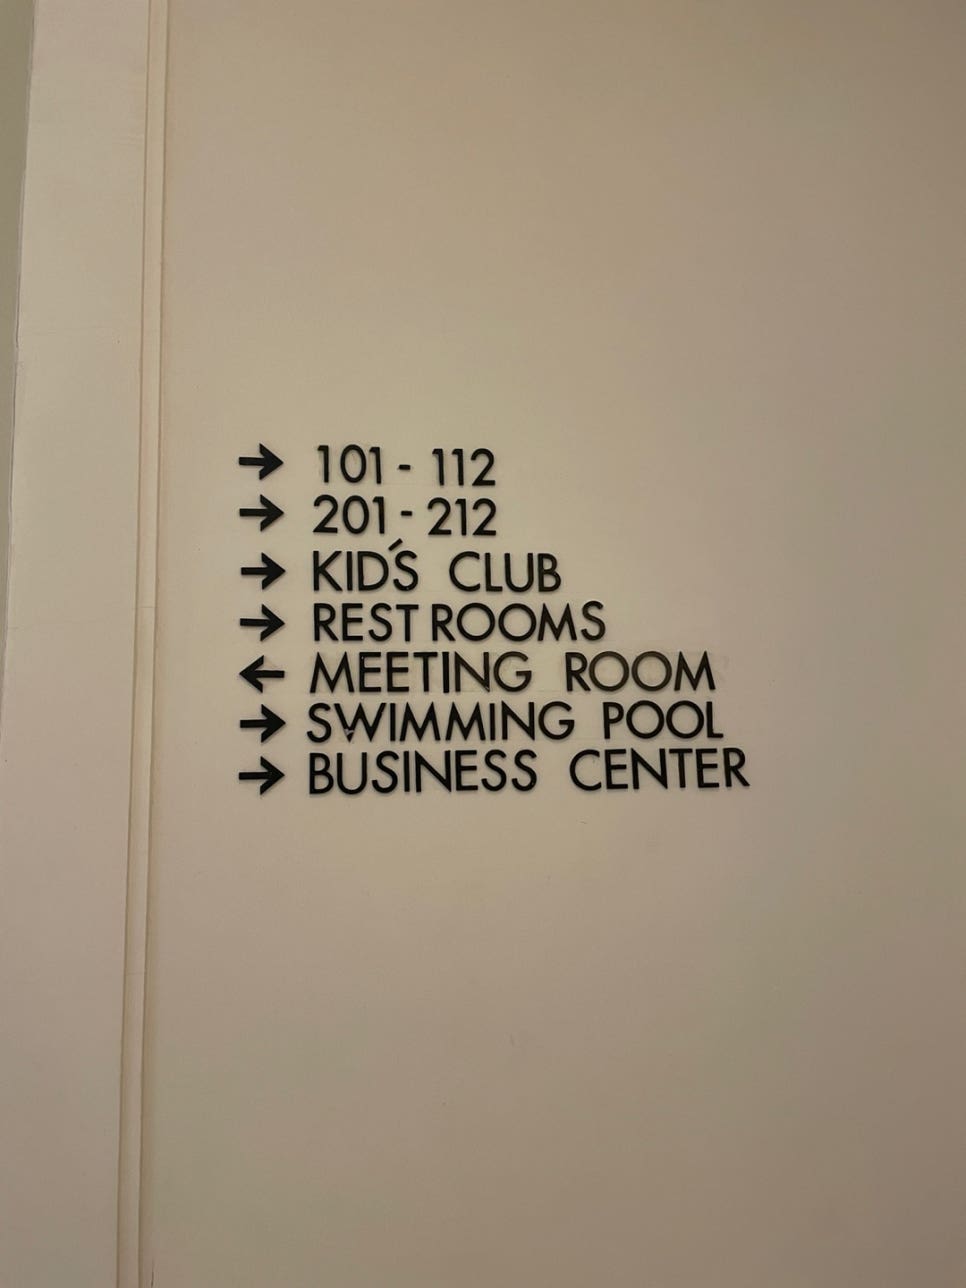 → 101 - 112
→ 201 - 212
→ KID'S CLUB
→ REST ROOMS
← MEETING ROOM
→ SWIMMING POOL
→ BUSINESS CENTER